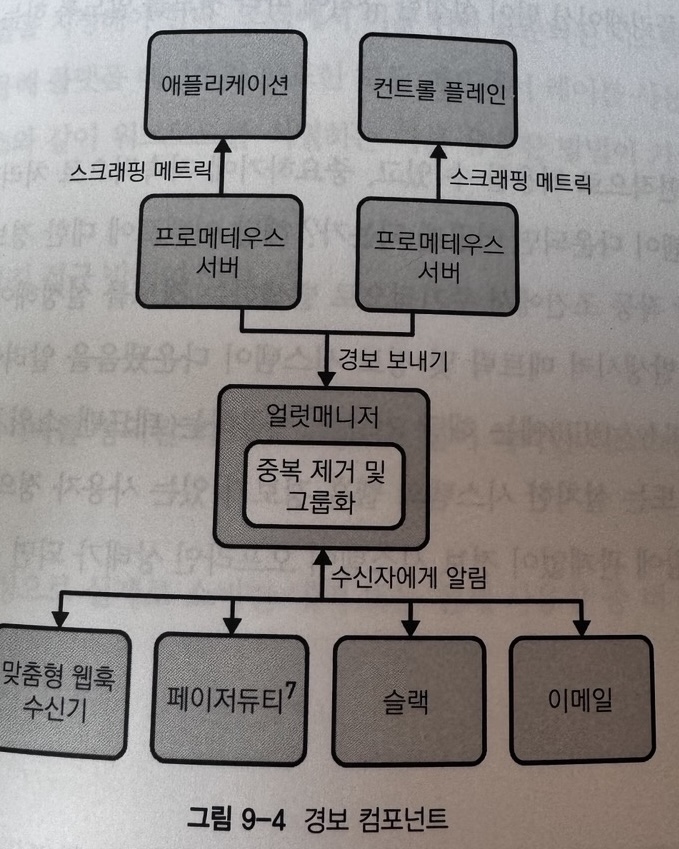 애플리케이션
컨트롤 플레인
스크래핑 메트릭
스크래핑 메트릭
프로메테우스
서버
프로메테우스
서버
경보 보내기
얼럿매니저
중복 제거 및
그룹화
수신자에게 알림
맞춤형 웹훅
수신기
페이저듀티7
슬랙
이메일
그림 9-4 경보 컴포넌트